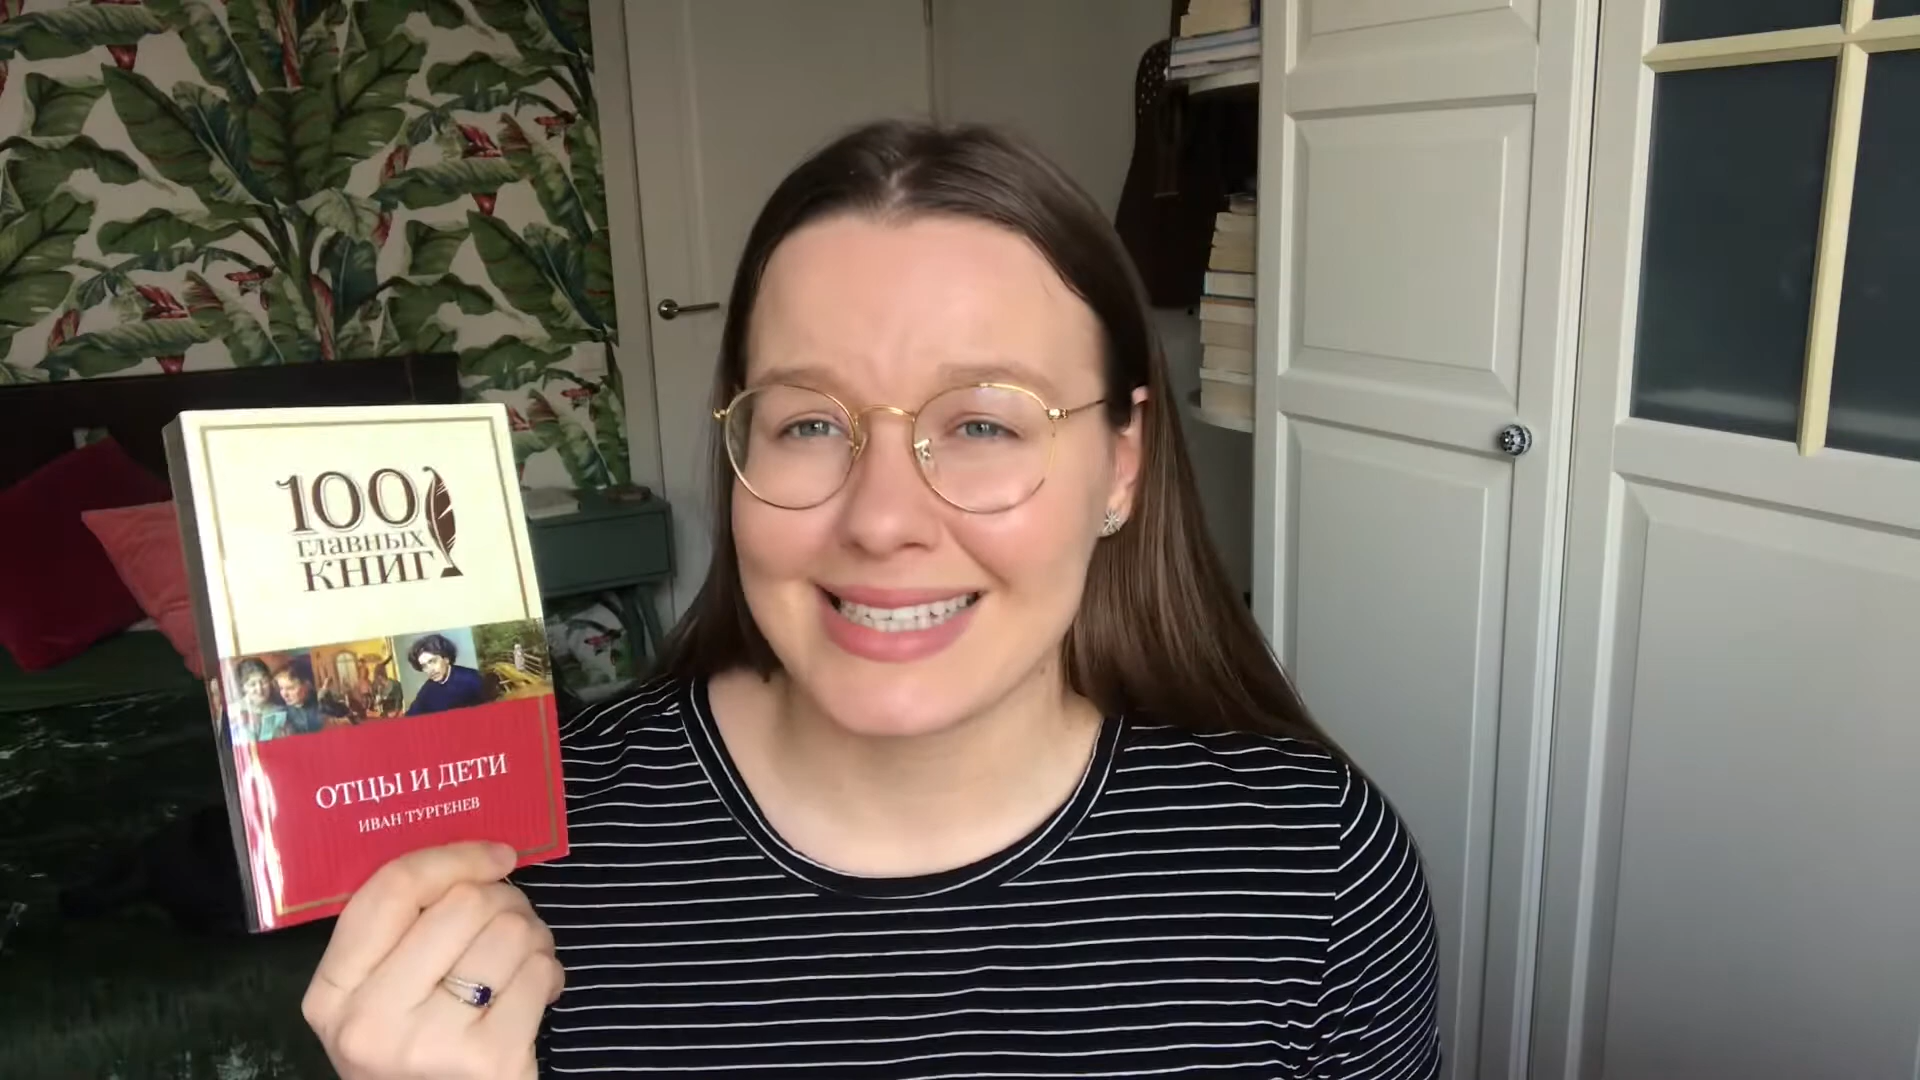 100
главных
КНИГ
ОТЦЫ И ДЕТИ
ИВАН ТУРГЕНЕВ